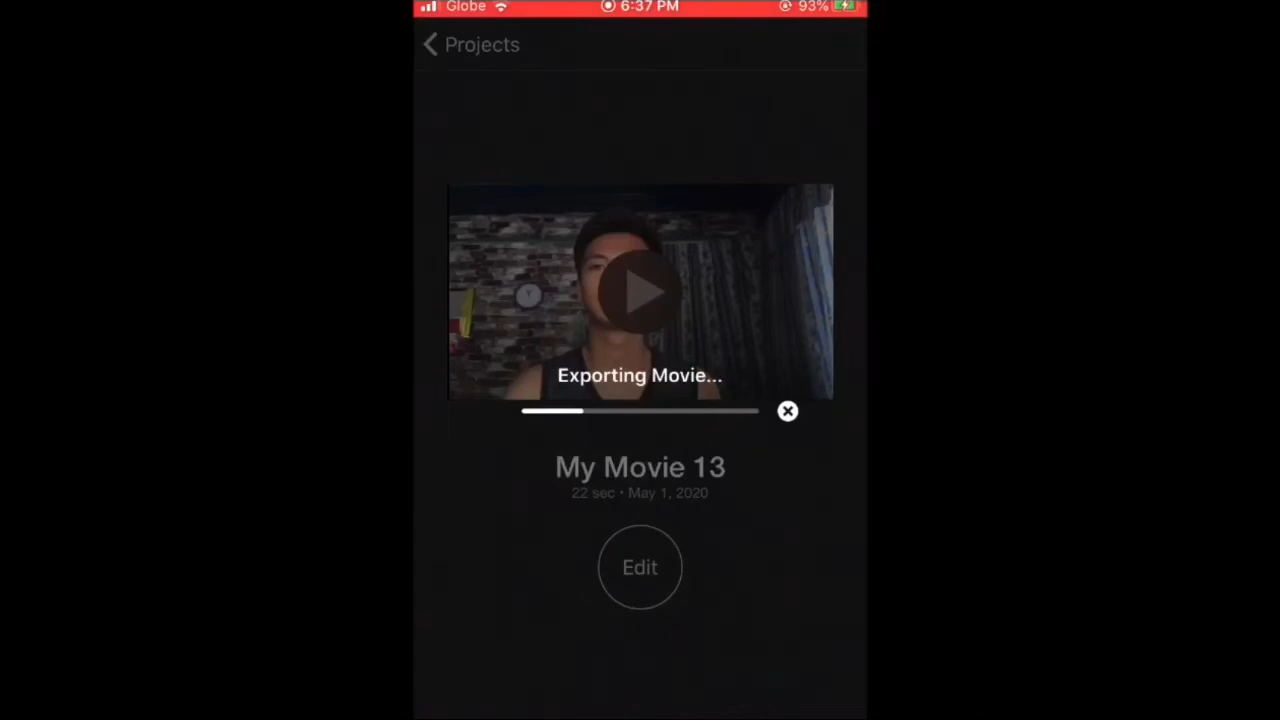 Globe 6:37 PM 93%
Projects
Exporting Movie...
My Movie 13
22 sec • May 1, 2020
Edit